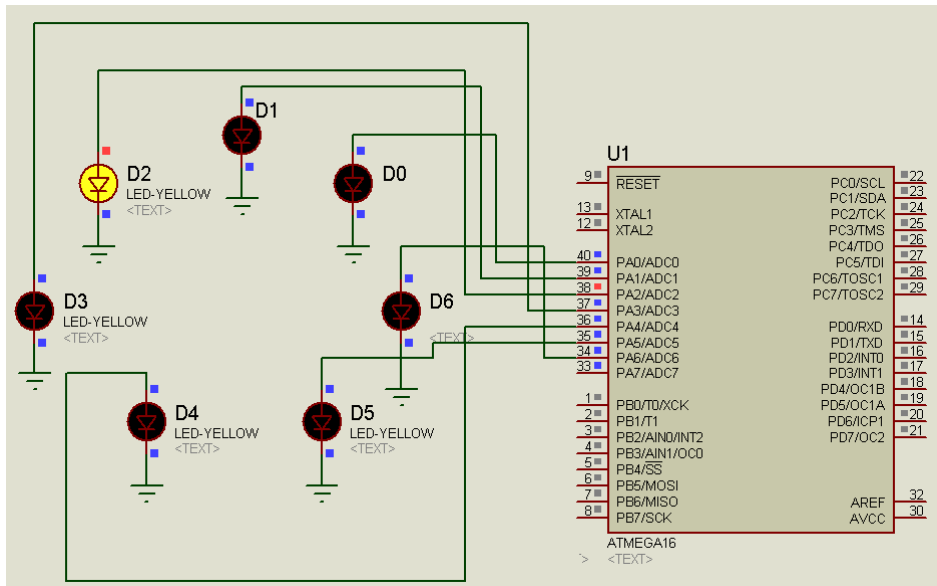 D1
D2
LED-YELLOW
<TEXT>
D0
D3
LED-YELLOW
<TEXT>
D6
<TEXT>
D4
LED-YELLOW
<TEXT>
D5
LED-YELLOW
<TEXT>
U1
9 RESET PC0/SCL 22
PC1/SDA 23
13 XTAL1 PC2/TCK 24
12 XTAL2 PC3/TMS 25
PC4/TDO 26
40 PA0/ADC0 PC5/TDI 27
39 PA1/ADC1 PC6/TOSC1 28
38 PA2/ADC2 PC7/TOSC2 29
37 PA3/ADC3
36 PA4/ADC4 PD0/RXD 14
35 PA5/ADC5 PD1/TXD 15
34 PA6/ADC6 PD2/INT0 16
33 PA7/ADC7 PD3/INT1 17
PD4/OC1B 18
1 PB0/T0/XCK PD5/OC1A 19
2 PB1/T1 PD6/ICP1 20
3 PB2/AIN0/INT2 PD7/OC2 21
4 PB3/AIN1/OC0
5 PB4/SS
6 PB5/MOSI
7 PB6/MISO AREF 32
8 PB7/SCK AVCC 30
ATMEGA16
> <TEXT>